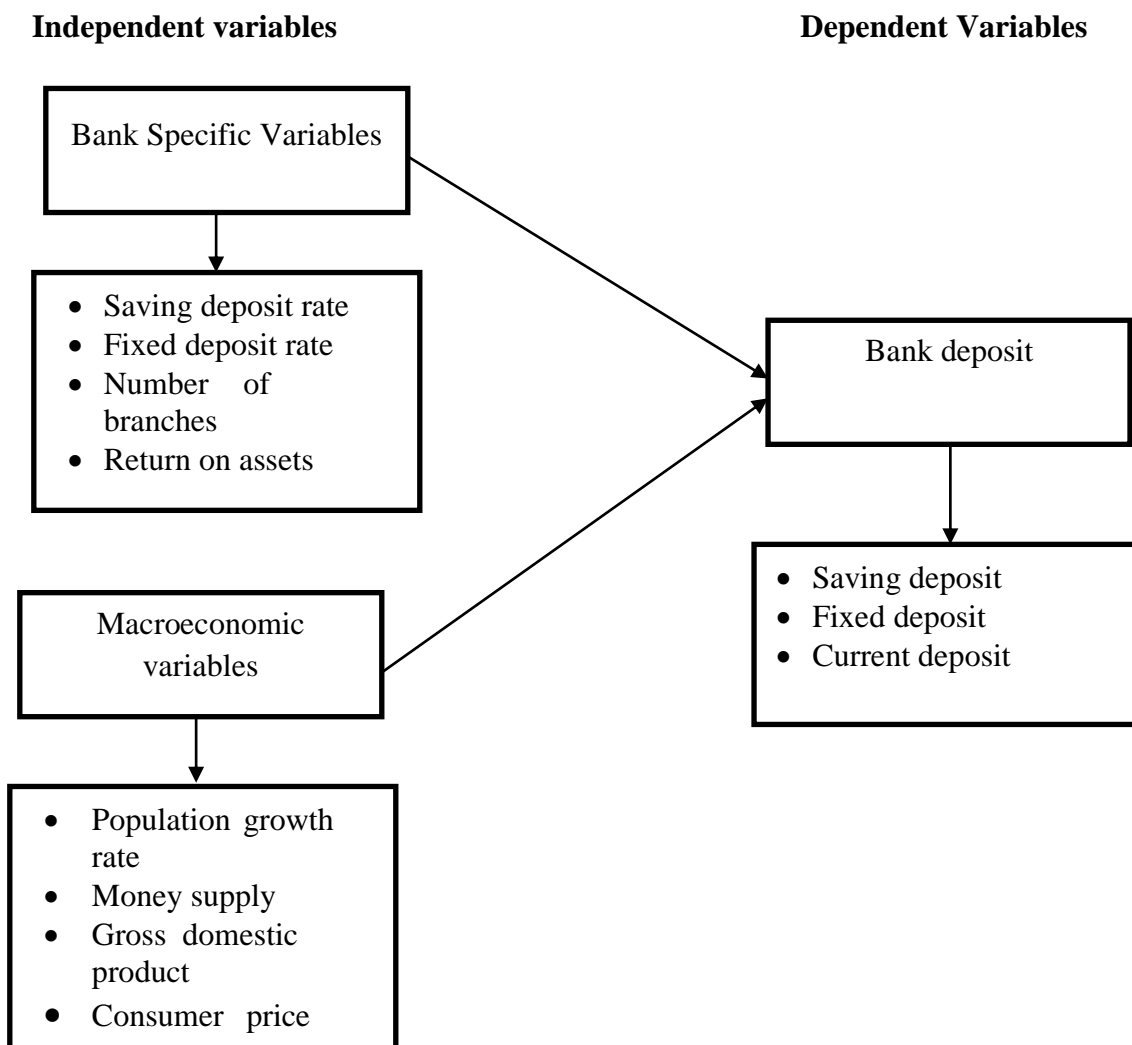 Independent variables
Dependent Variables
Bank Specific Variables
• Saving deposit rate
• Fixed deposit rate
• Number of
branches
• Return on assets
Bank deposit
• Saving deposit
• Fixed deposit
• Current deposit
Macroeconomic
variables
• Population growth
rate
• Money supply
• Gross domestic
product
• Consumer price